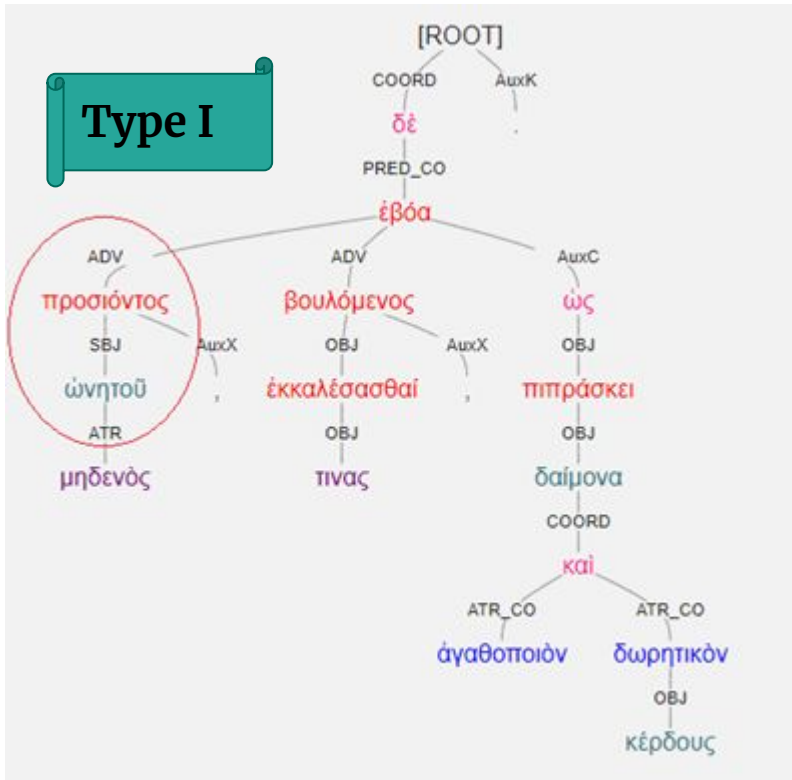 [ROOT]
COORD AuxK
Type I
δὲ .
PRED_CO
ἐβόα
ADV ADV AuxC
προσιόντος βουλόμενος ὡς
SBJ AuxX OBJ AuxX OBJ
ὠνητοῦ , ἐκκαλέσασθαί , πιπράσκει
ATR OBJ OBJ
μηδενὸς τινας δαίμονα
COORD
καὶ
ATR_CO ATR_CO
ἀγαθοποιὸν δωρητικὸν
OBJ
κέρδους